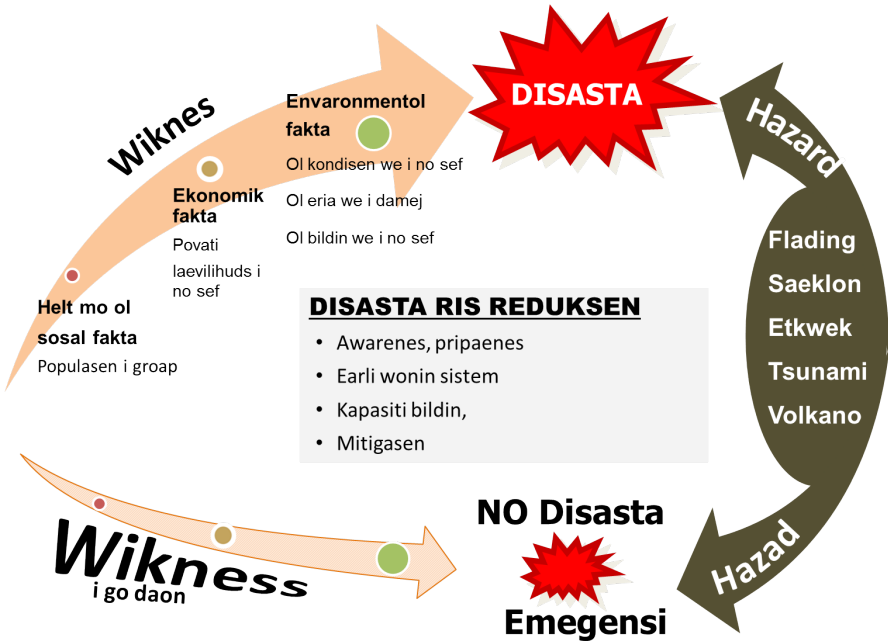 DISASTA
Wiknes
Envaronmentol
fakta
Ol kondisen we i no sef
Ol eria we i damej
Ol bildin we i no sef
Ekonomik
fakta
Povati
laevilihuds i
no sef
Helt mo ol
sosal fakta
Populasen i groap
Hazard
Flading
Saeklon
Etkwek
Tsunami
Volkano
Hazad
DISASTA RIS REDUKSEN
• Awarenes, pripaenes
• Earli wonin sistem
• Kapasiti bildin,
• Mitigasen
Wikness
i go daon
NO Disasta
Emegensi